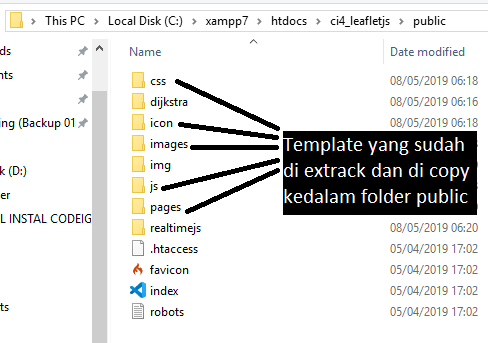 This PC > Local Disk (C:) > xampp7 > htdocs > ci4_leafletjs > public
Name Date modified
css 08/05/2019 06:18
dijkstra 08/05/2019 06:16
icon 08/05/2019 06:18
images
img
js
pages
realtimejs 08/05/2019 06:20
.htaccess 05/04/2019 17:02
favicon 05/04/2019 17:02
index 05/04/2019 17:02
robots 05/04/2019 17:02
Template yang sudah
di extrack dan di copy
kedalam folder public
ds
nts
ing (Backup 01
k (D:)
L INSTAL CODEIG
er
ts